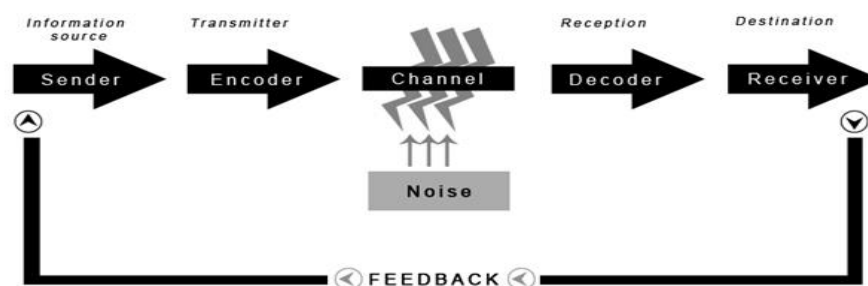 Information
source
Transmitter
Reception
Destination
Sender
Encoder
Channel
Decoder
Receiver
Noise
FEEDBACK